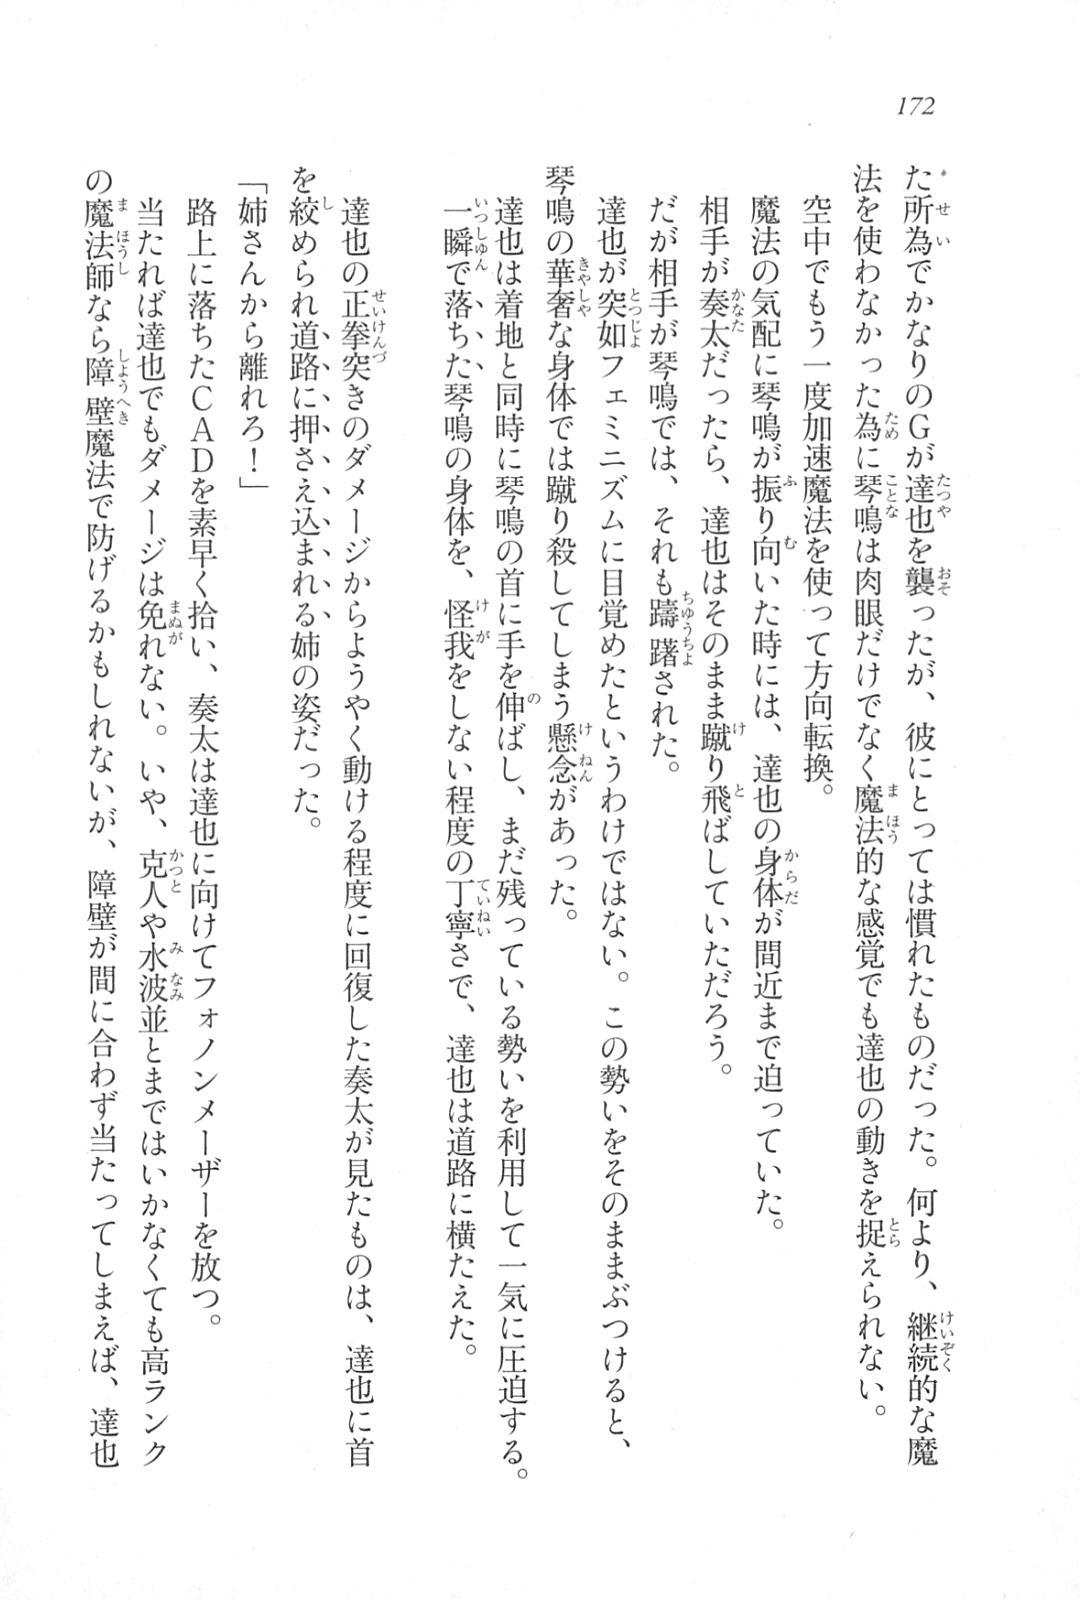 172
た所為でかなりのGが達也を襲ったが、彼にとっては慣れたものだった。何より、継続的な魔
法を使わなかった為に琴鳴は肉眼だけでなく魔法的な感覚でも達也の動きを捉えられない。
空中でもう一度加速魔法を使って方向転換。
魔法の気配に琴鳴が振り向いた時には、達也の身体が間近まで迫っていた。
相手が奏太だったら、達也はそのまま蹴り飛ばしていただろう。
だが相手が琴鳴では、それも躊躇された。
達也が突如フェミニズムに目覚めたというわけではない。この勢いをそのままぶつけると、
琴鳴の華奢な身体では蹴り殺してしまう懸念があった。
達也は着地と同時に琴鳴の首に手を伸ばし、まだ残っている勢いを利用して一気に圧迫する。
一瞬で落ちた琴鳴の身体を、怪我をしない程度の丁寧さで、達也は道路に横たえた。
達也の正拳突きのダメージからようやく動ける程度に回復した奏太が見たものは、達也に首
を絞められ道路に押さえ込まれる姉の姿だった。
「姉さんから離れろ!」
路上に落ちたCADを素早く拾い、奏太は達也に向けてフォノンメーザーを放つ。
当たれば達也でもダメージは免れない。いや、克人や水波並とまではいかなくても高ランク
の魔法師なら障壁魔法で防げるかもしれないが、障壁が間に合わず当たってしまえば、達也